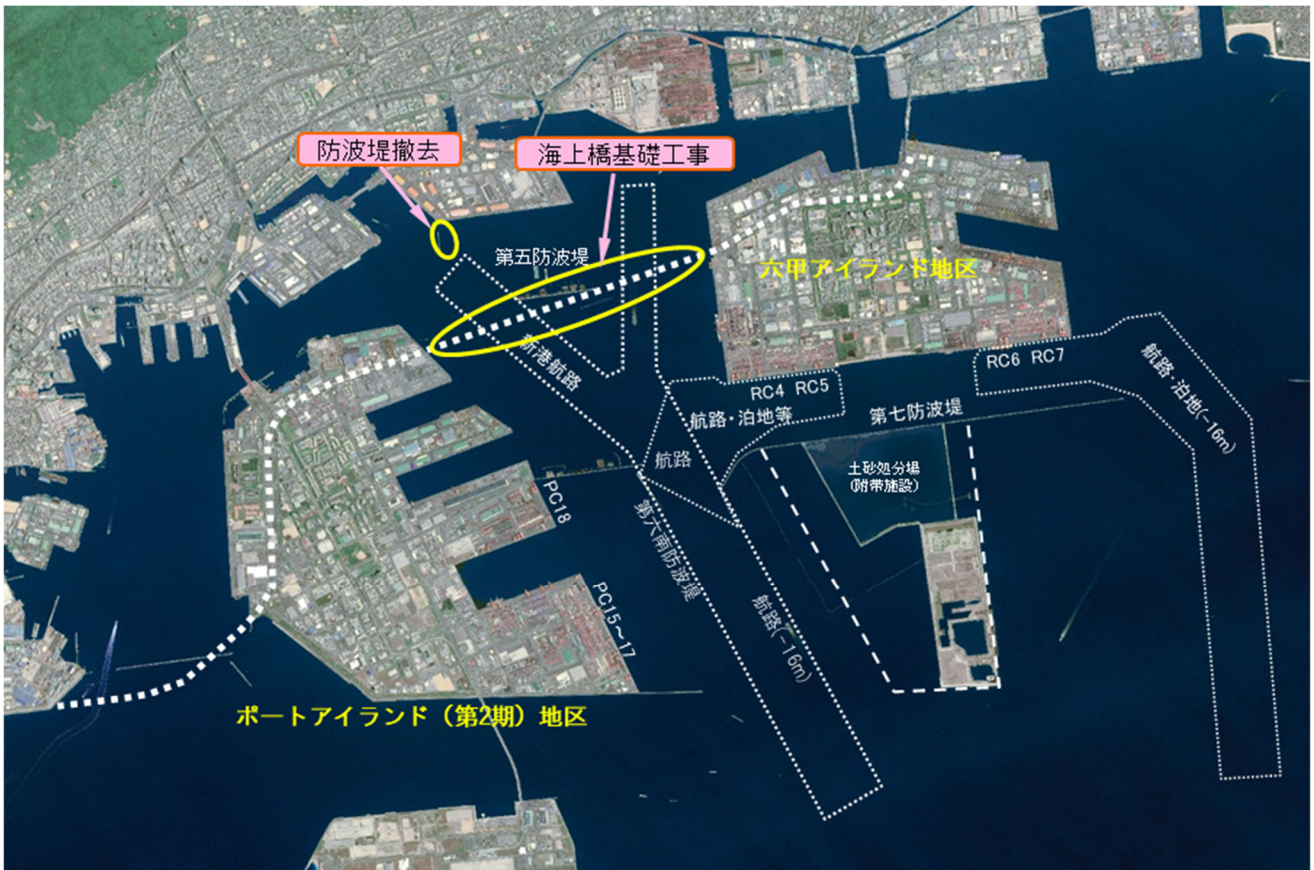 防波堤撤去
海上橋基礎工事
第五防波堤
六甲アイランド地区
新港航路
RC6 RC7
航路・泊地(-16m)
RC4 RC5
航路・泊地等
第七防波堤
航路
土砂処分場
(附帯施設)
PC18
第六南防波堤
PC15~17
航路(-16m)
ポートアイランド(第2期)地区